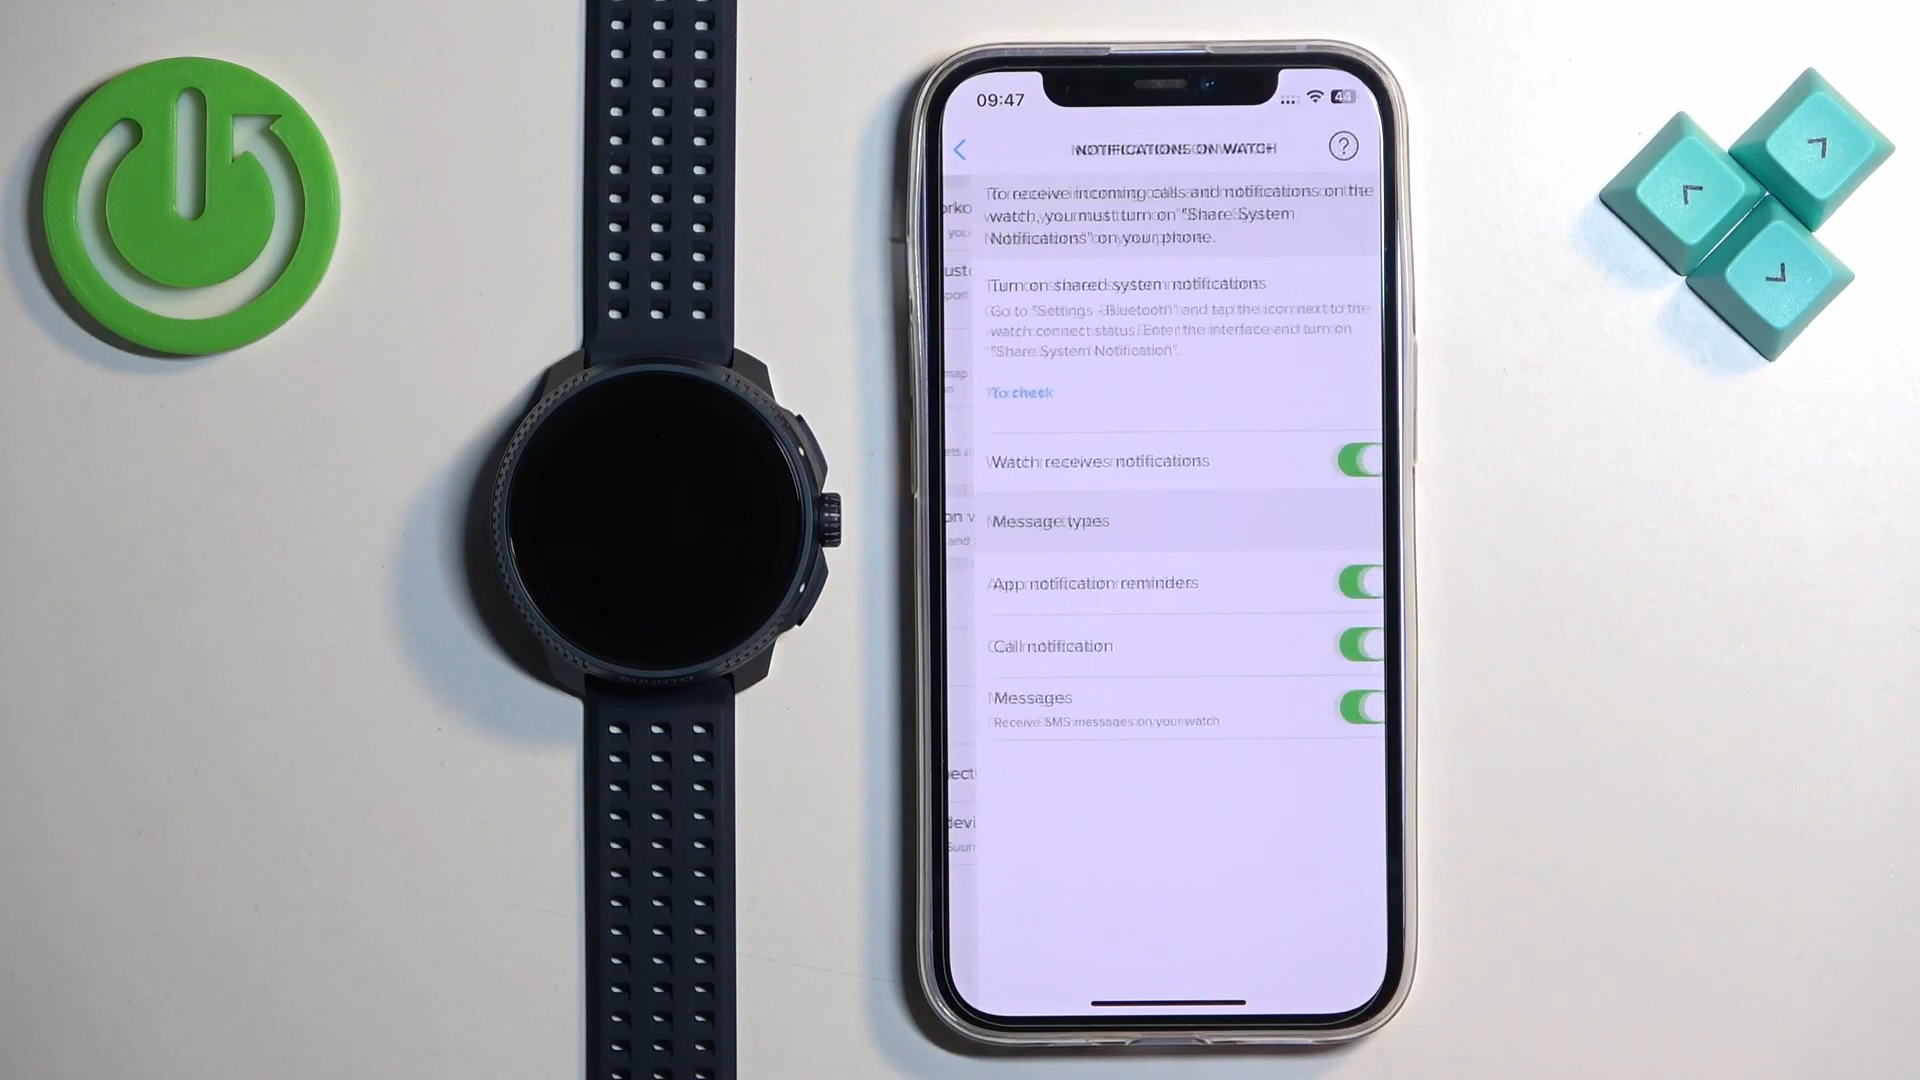 09:47
44
NOTIFICATIONS ON WATCH
?
To receive incoming calls and notifications on the
watch, you must turn on "Share System
Notifications" on your phone.
Turn on shared system notifications
Go to "Settings - Bluetooth" and tap the icon next to the
watch connect status. Enter the interface and turn on
"Share System Notification".
To check
Watch receives notifications
Message types
App notification reminders
Call notification
Messages
Receive SMS messages on your watch
SUUNTO